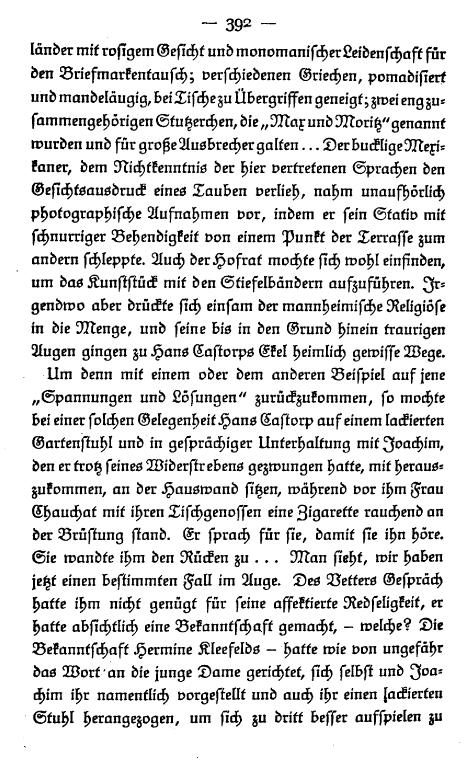 — 392 —
länder mit rosigem Gesicht und monomanischer Leidenschaft für
den Briefmarkentausch; verschiedenen Griechen, pomadisiert
und mandeläugig, bei Tische zu Übergriffen geneigt; zwei eng zu-
sammengehörigen Stutzerchen, die „Max und Moritz“ genannt
wurden und für große Ausbrecher galten ... Der bucklige Mexi-
kaner, dem Nichtkenntnis der hier vertretenen Sprachen den
Gesichtsausdruck eines Tauben verlieh, nahm unaufhörlich
photographische Aufnahmen vor, indem er sein Stativ mit
schnurriger Behendigkeit von einem Punkt der Terrasse zum
andern schleppte. Auch der Hofrat mochte sich wohl einfinden,
um das Kunststück mit den Stiefelbändern aufzuführen. Ir-
gendwo aber drückte sich einsam der mannheimische Religiöse
in die Menge, und seine bis in den Grund hinein traurigen
Augen gingen zu Hans Castorps Ekel heimlich gewisse Wege.
Um denn mit einem oder dem anderen Beispiel auf jene
„Spannungen und Lösungen“ zurückzukommen, so mochte
bei einer solchen Gelegenheit Hans Castorp auf einem lackierten
Gartenstuhl und in gesprächiger Unterhaltung mit Joachim,
den er trotz seines Widerstrebens gezwungen hatte, mit heraus-
zukommen, an der Hauswand sitzen, während vor ihm Frau
Chauchat mit ihren Tischgenossen eine Zigarette rauchend an
der Brüstung stand. Er sprach für sie, damit sie ihn höre.
Sie wandte ihm den Rücken zu ... Man sieht, wir haben
jetzt einen bestimmten Fall im Auge. Des Vetters Gespräch
hatte ihm nicht genügt für seine affektierte Redseligkeit, er
hatte absichtlich eine Bekanntschaft gemacht, – welche? Die
Bekanntschaft Hermine Kleefelds – hatte wie von ungefähr
das Wort an die junge Dame gerichtet, sich selbst und Joa-
chim ihr namentlich vorgestellt und auch ihr einen lackierten
Stuhl herangezogen, um sich zu dritt besser aufspielen zu